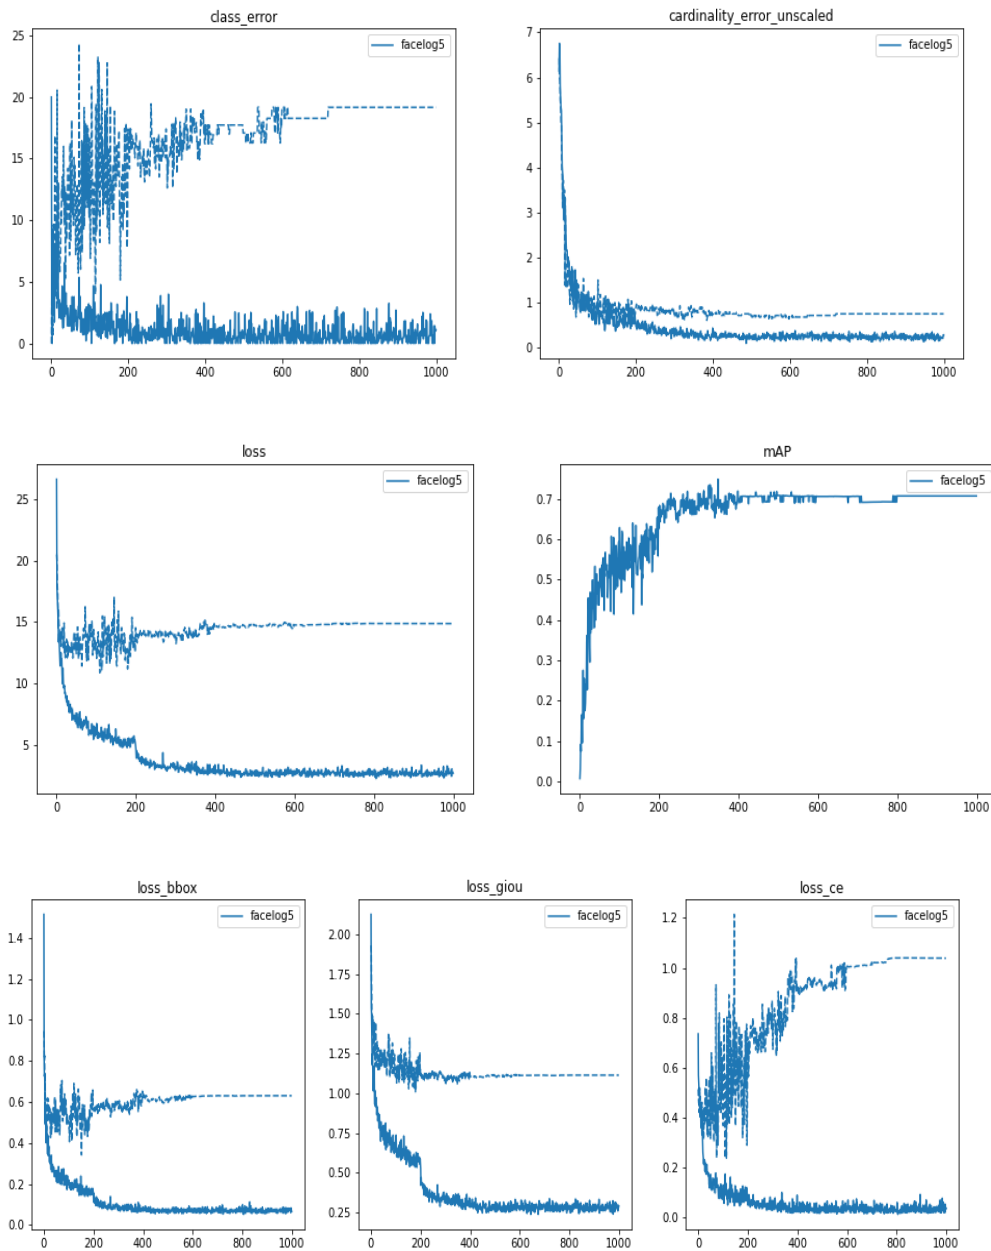 class_error
facelog5
25
20
15
10
5
0
0 200 400 600 800 1000
cardinality_error_unscaled
facelog5
7
6
5
4
3
2
1
0
0 200 400 600 800 1000
loss
facelog5
25
20
15
10
5
0 200 400 600 800 1000
mAP
facelog5
0.7
0.6
0.5
0.4
0.3
0.2
0.1
0.0
0 200 400 600 800 1000
loss_bbox
facelog5
1.4
1.2
1.0
0.8
0.6
0.4
0.2
0.0
0 200 400 600 800 1000
loss_giou
facelog5
2.00
1.75
1.50
1.25
1.00
0.75
0.50
0.25
0 200 400 600 800 1000
loss_ce
facelog5
1.2
1.0
0.8
0.6
0.4
0.2
0.0
0 200 400 600 800 1000